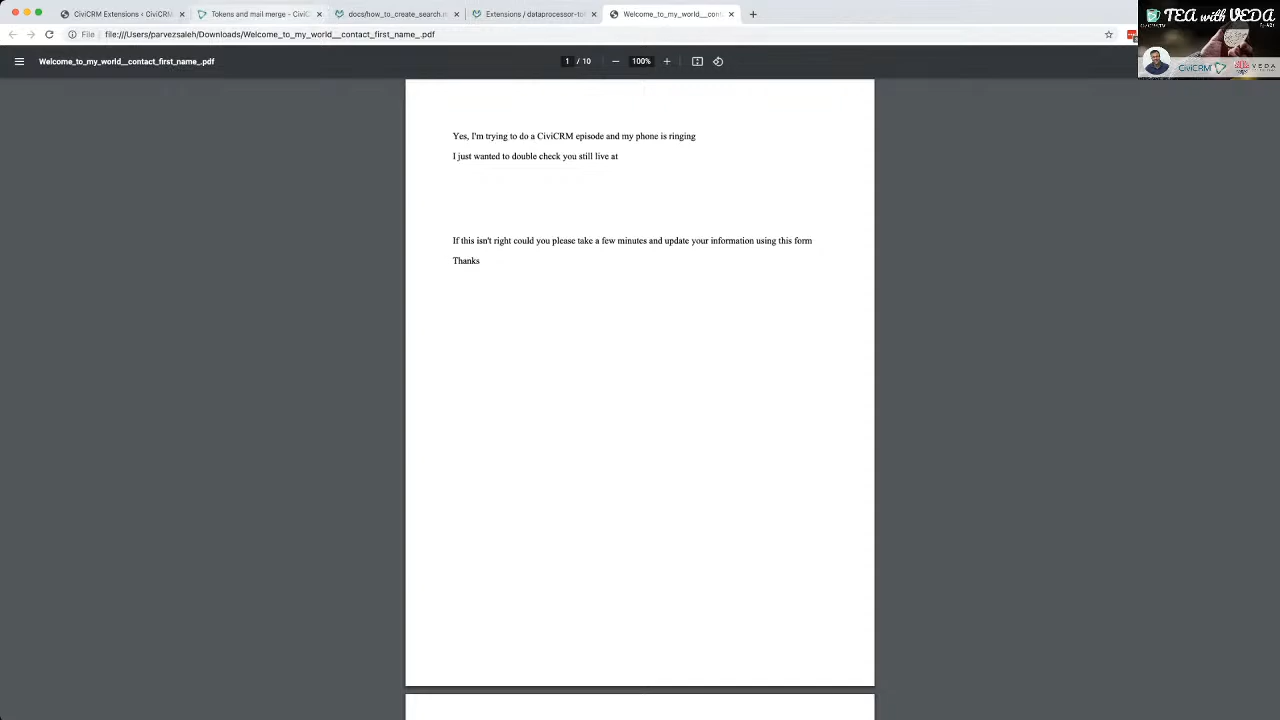 CiviCRM Extensions ‹ CiviCRM
Tokens and mail merge - CiviC
docs/how_to_create_search.m
Extensions / dataprocessor-to
Welcome_to_my_world__cont
File
file:///Users/parvezsaleh/Downloads/Welcome_to_my_world__contact_first_name_.pdf
Welcome_to_my_world__contact_first_name_.pdf
1 / 10
100%
TEA with VEDA
CiviCRM
VEDA
Yes, I'm trying to do a CiviCRM episode and my phone is ringing
I just wanted to double check you still live at
If this isn't right could you please take a few minutes and update your information using this form
Thanks